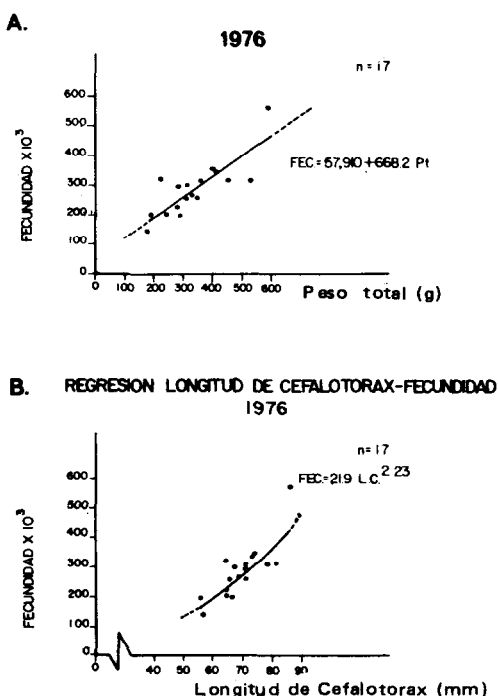 A.
1976
n = 17
FECUNDIDAD X 10³
600
500
400
300
200
100
0
FEC=57,910+668.2 Pt
0 100 200 300 400 500 600
Peso total (g)
B. REGRESION LONGITUD DE CEFALOTORAX-FECUNDIDAD
1976
n=17
FEC=21.9 L.C.2.23
FECUNDIDAD X 10³
600
500
400
300
200
100
0
0 40 50 60 70 80 90
Longitud de Cefalotorax (mm)